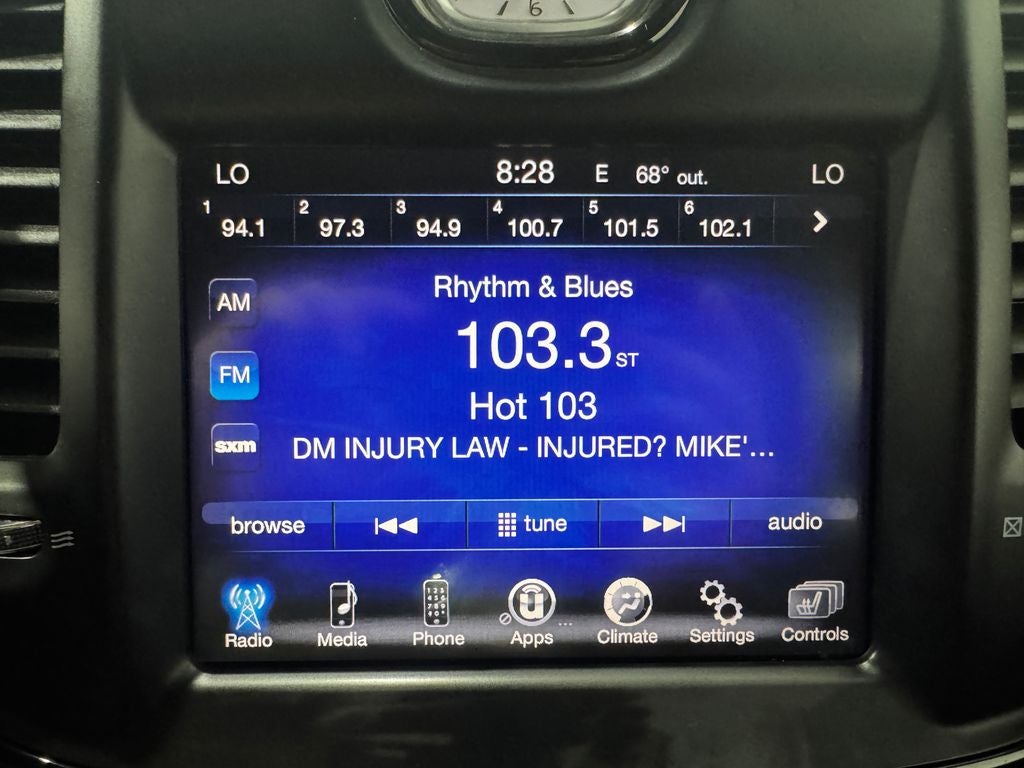 6
LO 8:28 E 68° out. LO
1 94.1 2 97.3 3 94.9 4 100.7 5 101.5 6 102.1
Rhythm & Blues
AM
103.3 ST
FM
Hot 103
sxm
DM INJURY LAW - INJURED? MIKE'...
browse tune audio
Radio Media Phone Apps Climate Settings Controls